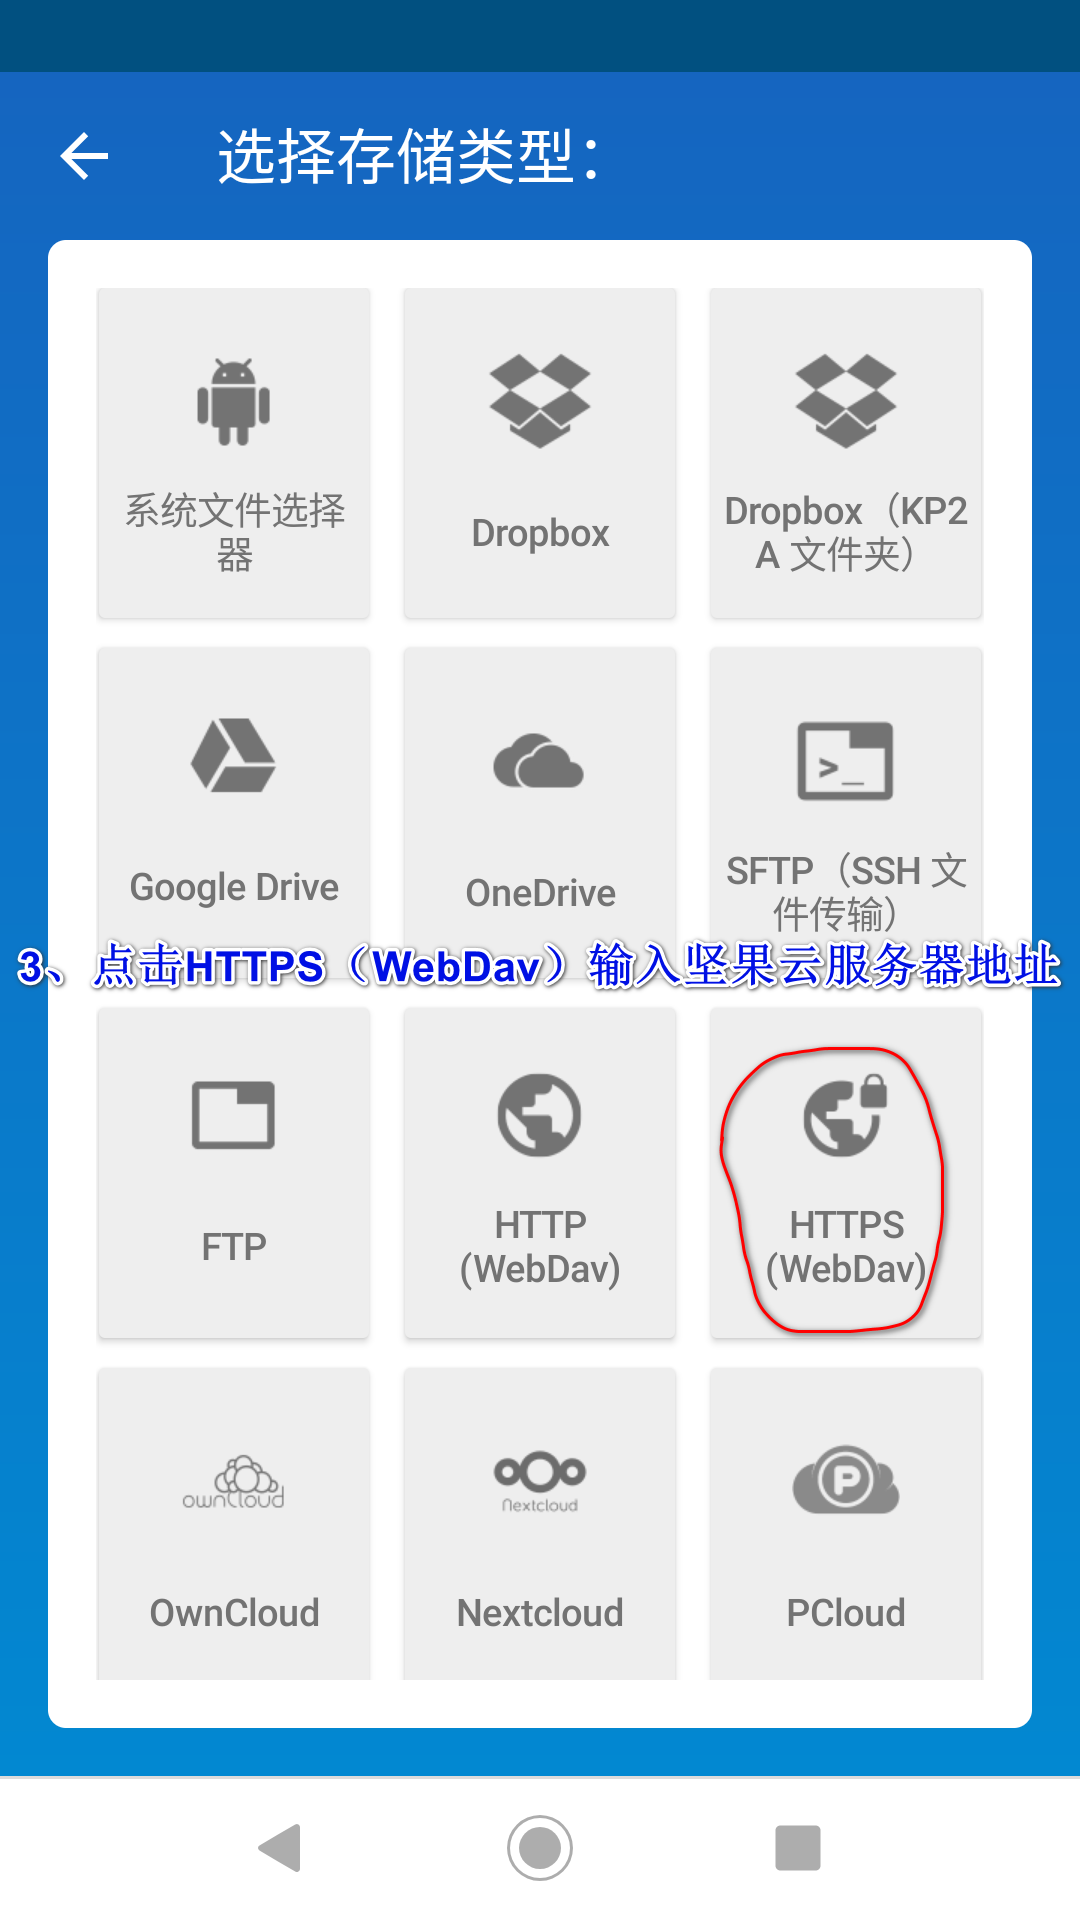 选择存储类型：
系统文件选择
器
Dropbox
Dropbox（KP2
A 文件夹）
Google Drive
OneDrive
SFTP（SSH 文
件传输）
3、点击HTTPS（WebDav）输入坚果云服务器地址
FTP
HTTP
(WebDav)
HTTPS
(WebDav)
ownCloud
OwnCloud
Nextcloud
Nextcloud
P
PCloud